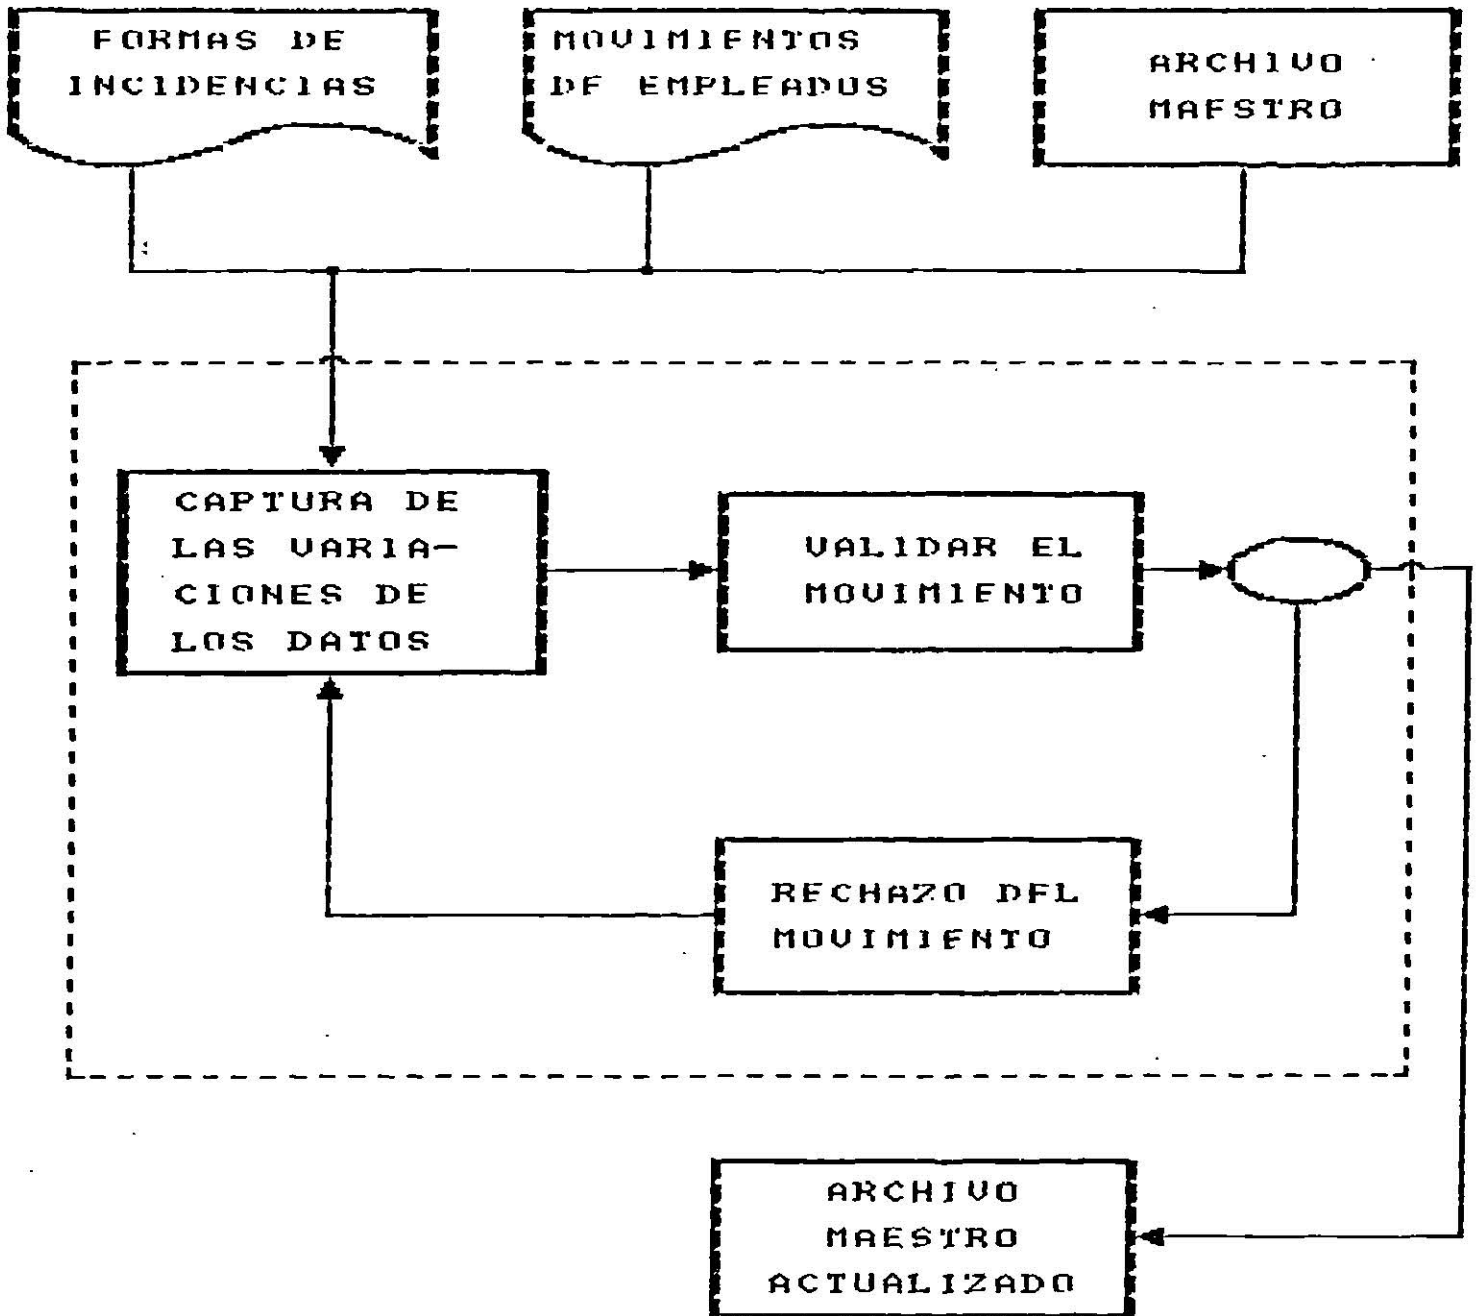 FORMAS DE
INCIDENCIAS
MOVIMIENTOS
DE EMPLEADOS
ARCHIVO
MAESTRO
CAPTURA DE
LAS VARIA-
CIONES DE
LOS DATOS
VALIDAR EL
MOVIMIENTO
RECHAZO DEL
MOVIMIENTO
ARCHIVO
MAESTRO
ACTUALIZADO